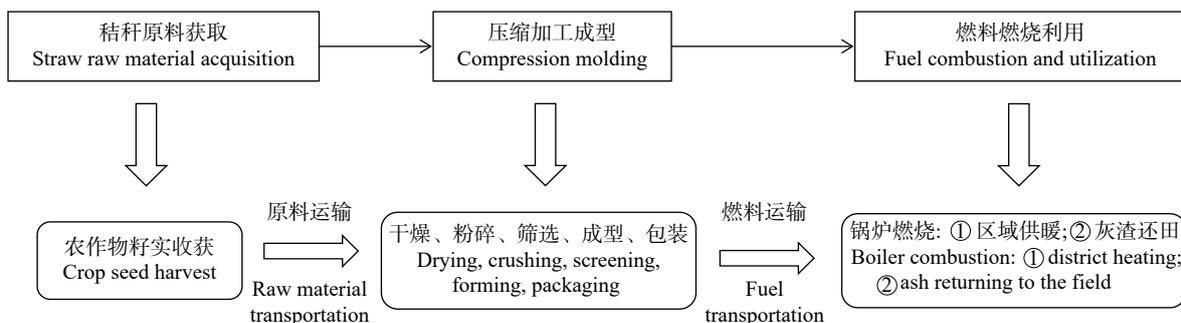 秸秆原料获取
Straw raw material acquisition
压缩加工成型
Compression molding
燃料燃烧利用
Fuel combustion and utilization
农作物籽实收获
Crop seed harvest
原料运输
Raw material
transportation
干燥、粉碎、筛选、成型、包装
Drying, crushing, screening,
forming, packaging
燃料运输
Fuel
transportation
锅炉燃烧: ① 区域供暖;② 灰渣还田
Boiler combustion: ① district heating;
② ash returning to the field